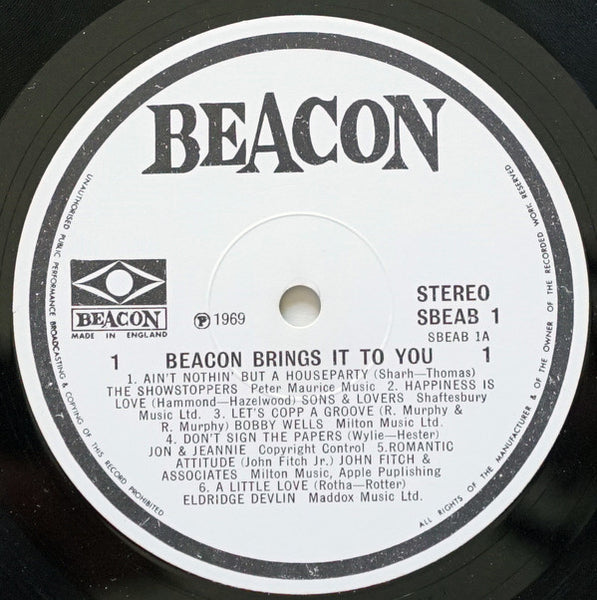 BEACON
UNAUTHORISED PUBLIC PERFORMANCE BROADCASTING & COPYING OF THIS RECORD PROHIBITED
ALL RIGHTS OF THE MANUFACTURER & OF THE OWNER OF THE RECORDED WORK RESERVED
BEACON
MADE IN ENGLAND
Ⓟ 1969
STEREO
SBEAB 1
SBEAB 1A
1 BEACON BRINGS IT TO YOU 1
1. AIN'T NOTHIN' BUT A HOUSEPARTY (Sharh—Thomas)
THE SHOWSTOPPERS Peter Maurice Music 2. HAPPINESS IS
LOVE (Hammond—Hazelwood) SONS & LOVERS Shaftesbury
Music Ltd. 3. LET'S COPP A GROOVE (R. Murphy &
R. Murphy) BOBBY WELLS Milton Music Ltd.
4. DON'T SIGN THE PAPERS (Wylie—Hester)
JON & JEANNIE Copyright Control 5.ROMANTIC
ATTITUDE (John Fitch Jr.) JOHN FITCH &
ASSOCIATES Milton Music, Apple Puplishing
6. A LITTLE LOVE (Rotha—Rotter)
ELDRIDGE DEVLIN Maddox Music Ltd.